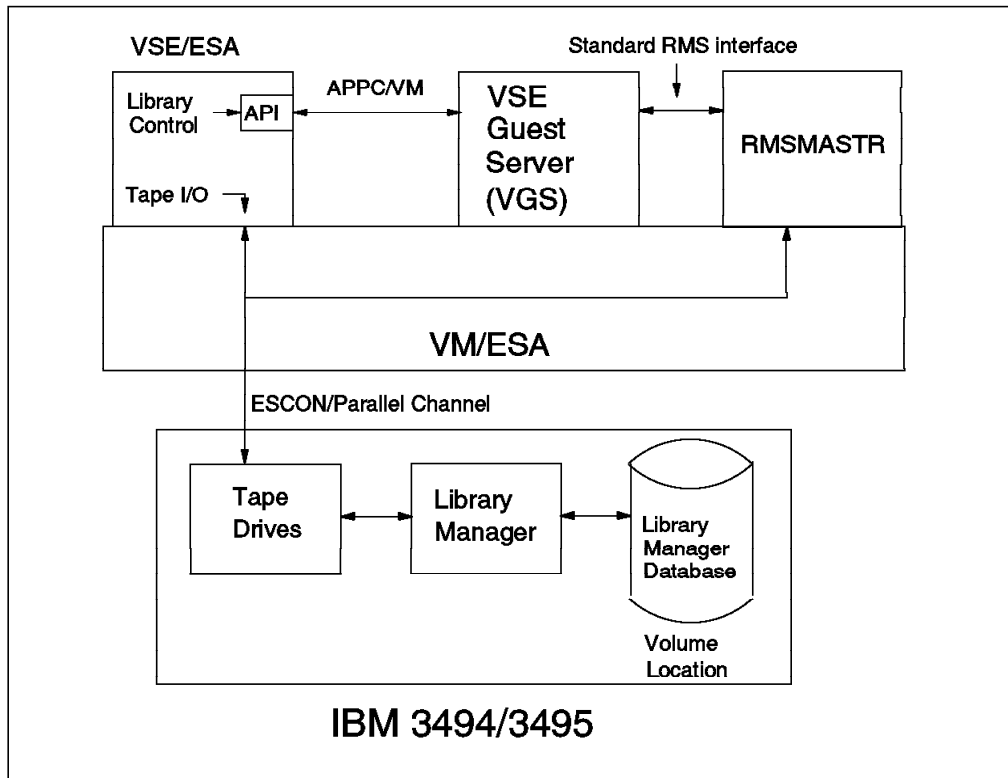 VSE/ESA
Standard RMS interface
Library
Control
API
APPC/VM
VSE
Guest
Server
(VGS)
RMSMASTR
Tape I/O
VM/ESA
ESCON/Parallel Channel
Tape
Drives
Library
Manager
Library
Manager
Database
Volume
Location
IBM 3494/3495